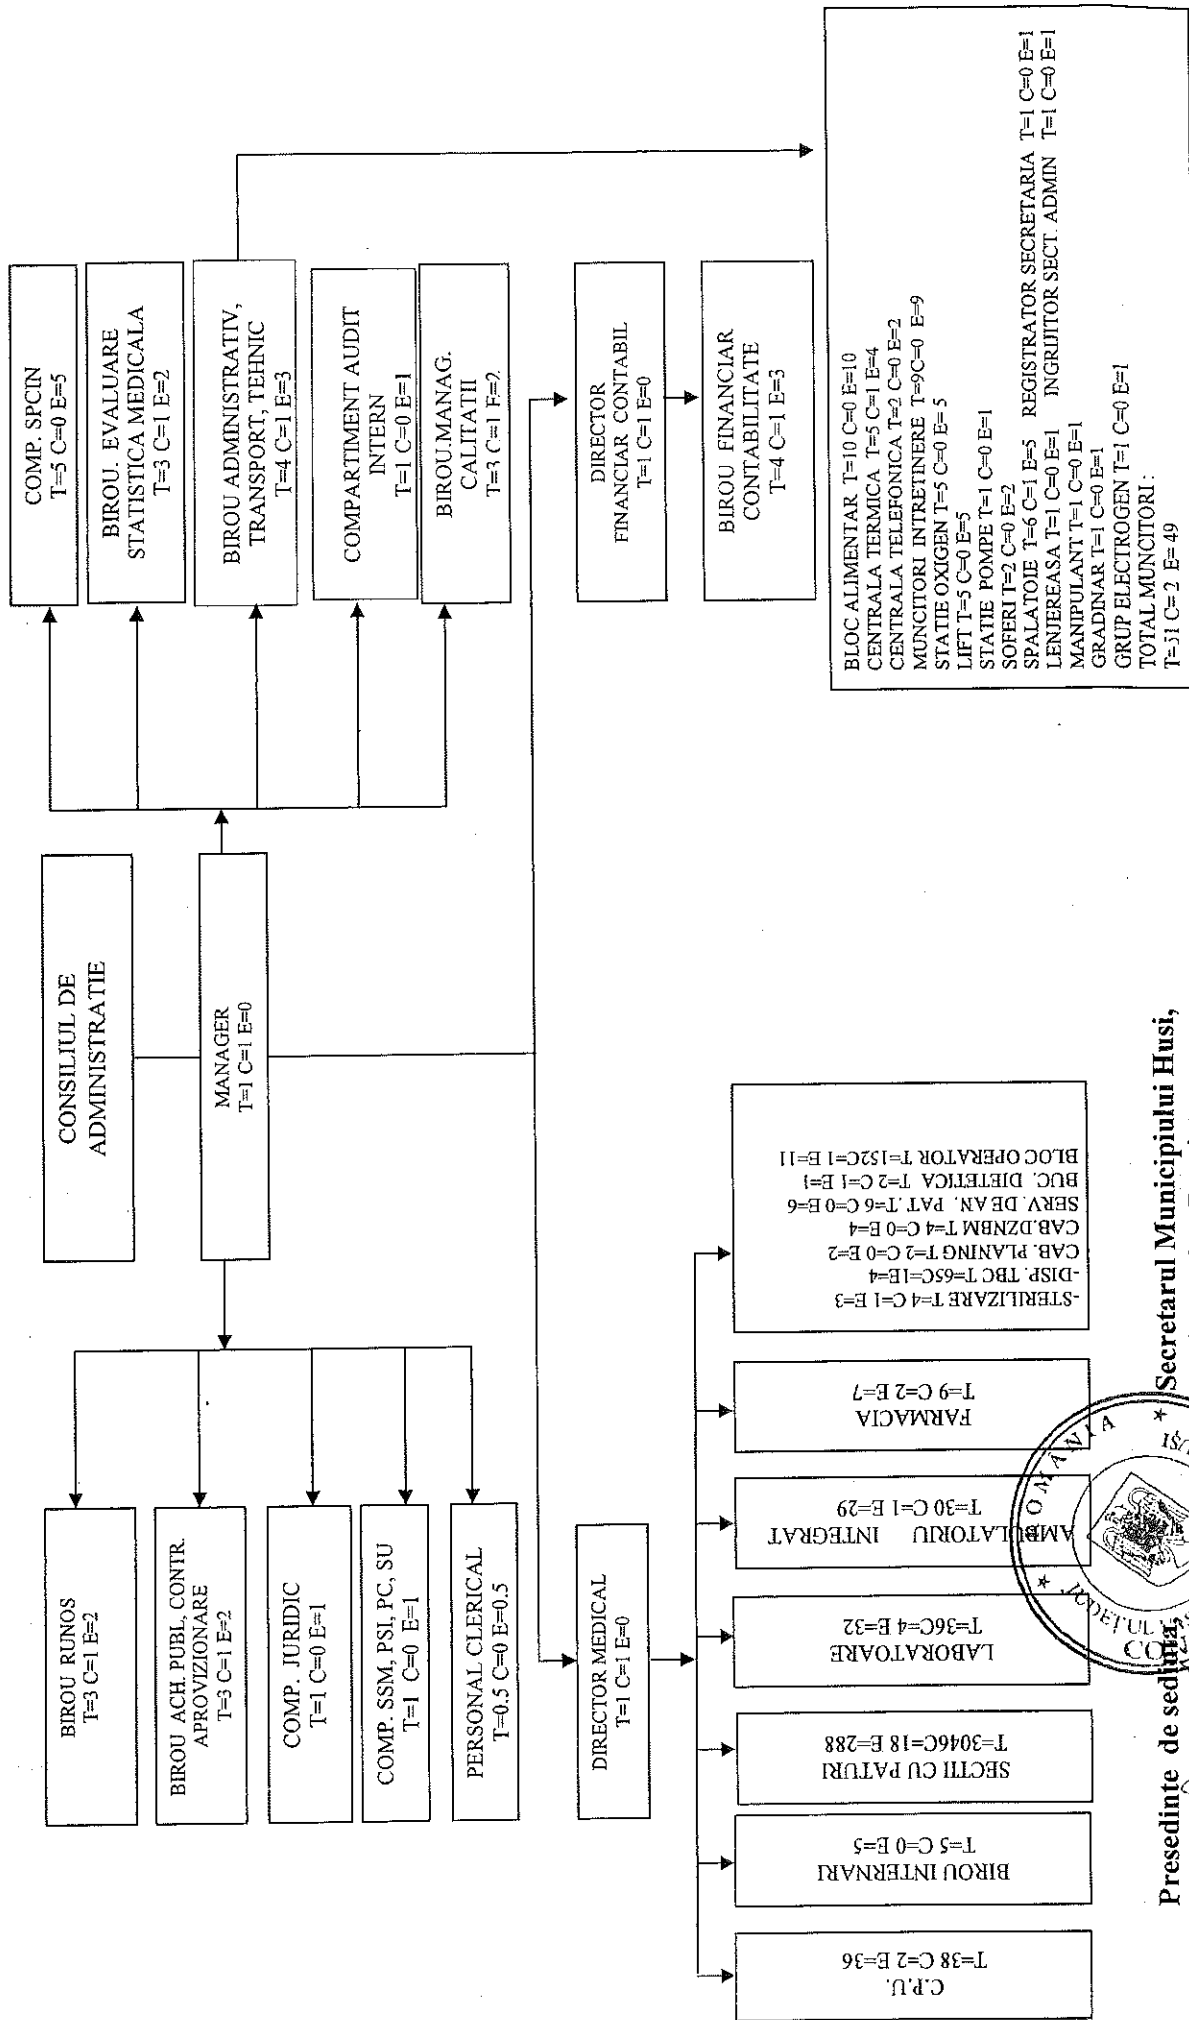 CONSILIUL DE
ADMINISTRATIE
MANAGER
T=1 C=1 E=0
BIROU RUNOS
T=3 C=1 E=2
BIROU ACH. PUBL, CONTR.
APROVIZIONARE
T=3 C=1 E=2
COMP. JURIDIC
T=1 C=0 E=1
COMP. SSM, PSI, PC, SU
T=1 C=0 E=1
PERSONAL CLERICAL
T=0.5 C=0 E=0.5
COMP. SPCIN
T=5 C=0 E=5
BIROU. EVALUARE
STATISTICA MEDICALA
T=3 C=1 E=2
BIROU ADMINISTRATIV,
TRANSPORT, TEHNIC
T=4 C=1 E=3
COMPARTIMENT AUDIT
INTERN
T=1 C=0 E=1
BIROU.MANAG.
CALITATII
T=3 C=1 E=2
DIRECTOR MEDICAL
T=1 C=1 E=0
DIRECTOR
FINANCIAR CONTABIL
T=1 C=1 E=0
BIROU FINANCIAR
CONTABILITATE
T=4 C=1 E=3
C.P.U.
T=38 C=2 E=36
BIROU INTERNARI
T=5 C=0 E=5
SECTII CU PATURI
T=3046C=18 E=288
LABORATOARE
T=36C=4 E=32
AMBULATORIU INTEGRAT
T=30 C=1 E=29
FARMACIA
T=9 C=2 E=7
-STERILIZARE T=4 C=1 E=3
-DISP. TBC T=65C=1E=4
CAB. PLANING T=2 C=0 E=2
CAB.DZNBM T=4 C=0 E=4
SERV. DE AN. PAT. T=6 C=0 E=6
BUC. DIETETICA T=2 C=1 E=1
BLOC OPERATOR T=152C=1 E=11
BLOC ALIMENTAR T=10 C=0 E=10
CENTRALA TERMICA T=5 C=1 E=4
CENTRALA TELEFONICA T=2 C=0 E=2
MUNCITORI INTRETINERE T=9C=0 E=9
STATIE OXIGEN T=5 C=0 E= 5
LIFT T=5 C=0 E=5
STATIE POMPE T=1 C=0 E=1
SOFERI T=2 C=0 E=2
SPALATOIE T=6 C=1 E=5 REGISTRATOR SECRETARIA T=1 C=0 E=1
LENJEREASA T=1 C=0 E=1 INGRIJITOR SECT. ADMIN T=1 C=0 E=1
MANIPULANT T=1 C=0 E=1
GRADINAR T=1 C=0 E=1
GRUP ELECTROGEN T=1 C=0 E=1
TOTAL MUNCITORI :
T=51 C= 2 E= 49
Presedinte de sedinta, Secretarul Municipiului Husi,
ROMÂNIA